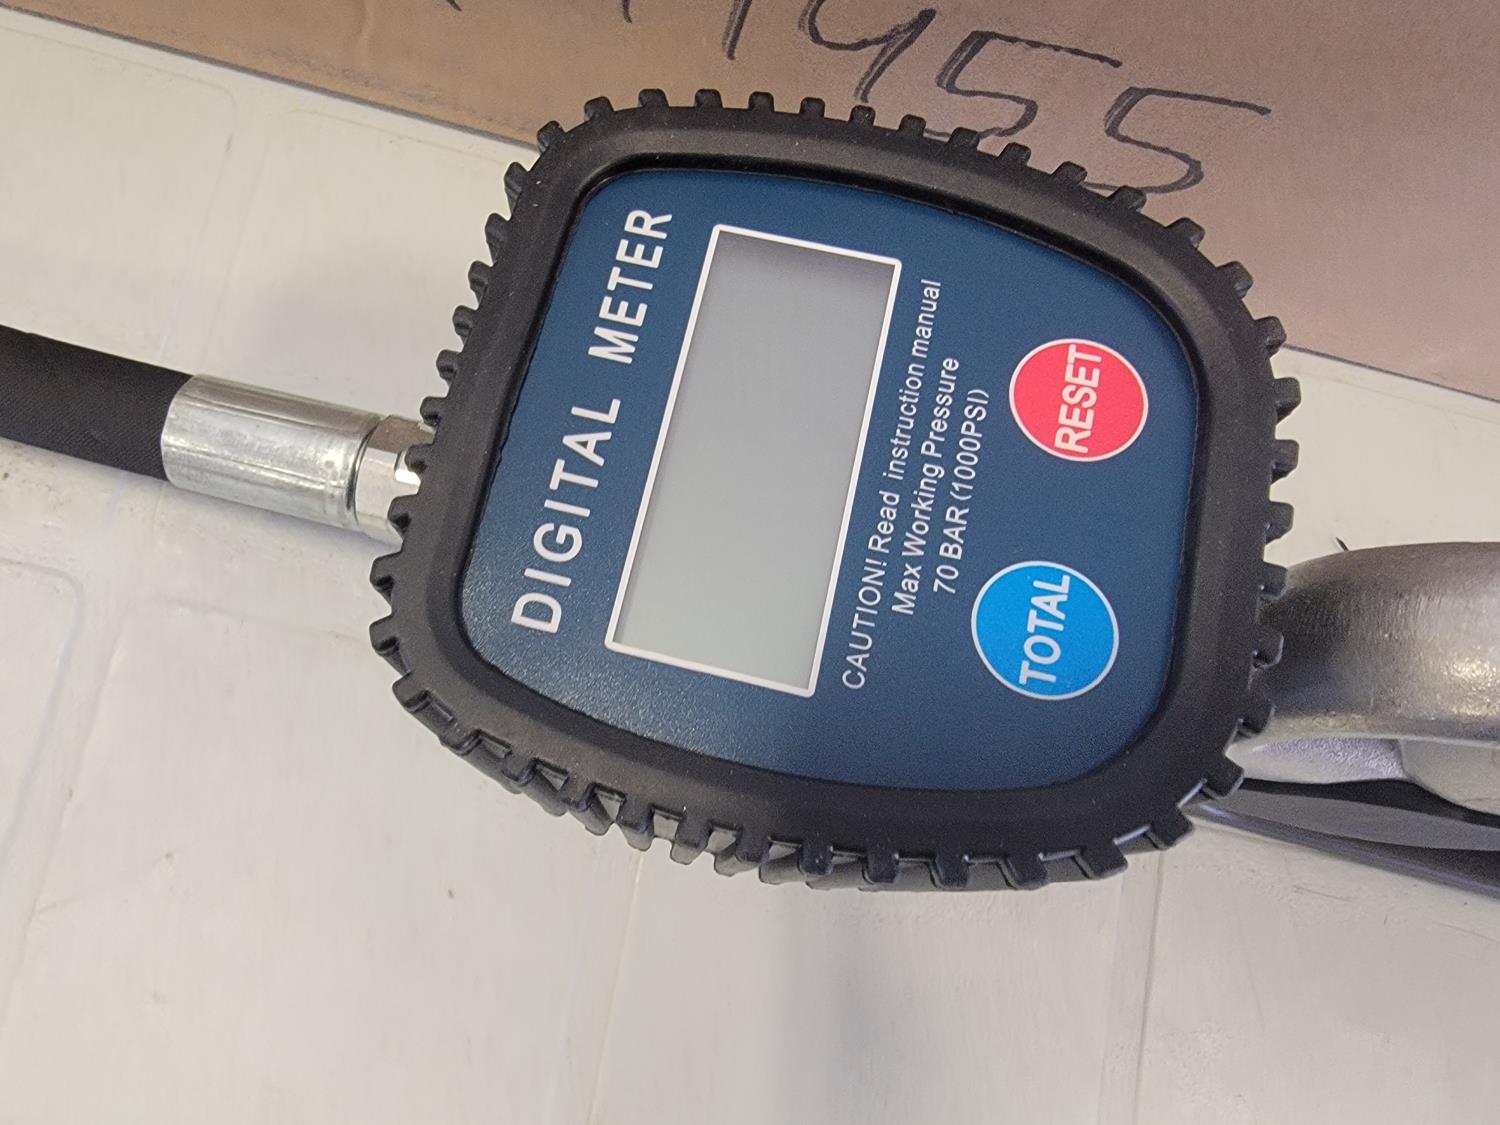 DIGITAL METER
CAUTION! Read instruction manual
Max Working Pressure
70 BAR (1000PSI)
TOTAL
RESET